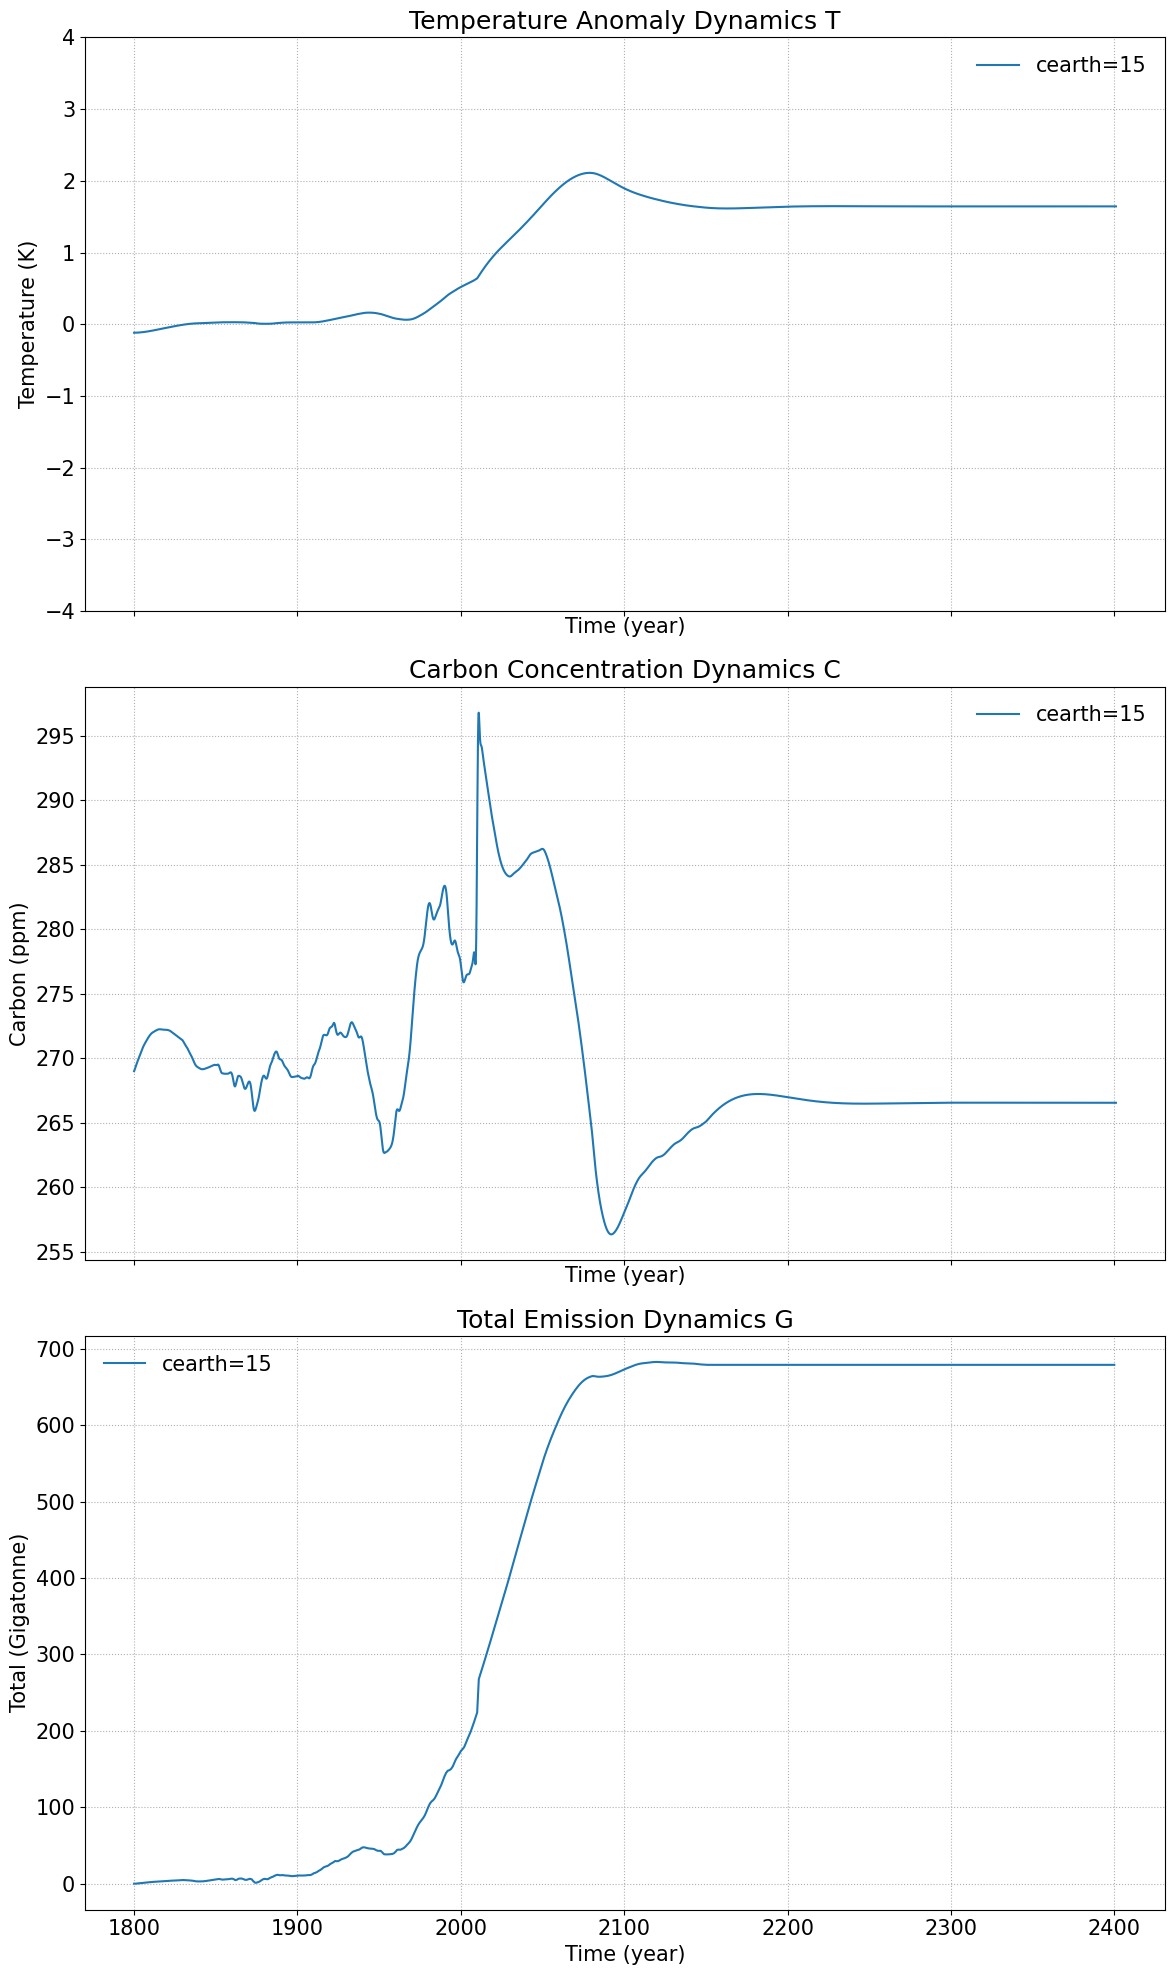 Temperature Anomaly Dynamics T
4
3
2
1
0
−1
−2
−3
−4
Temperature (K)
cearth=15
Time (year)
Carbon Concentration Dynamics C
295
290
285
280
275
270
265
260
255
Carbon (ppm)
cearth=15
Time (year)
Total Emission Dynamics G
700
600
500
400
300
200
100
0
Total (Gigatonne)
cearth=15
1800 1900 2000 2100 2200 2300 2400
Time (year)